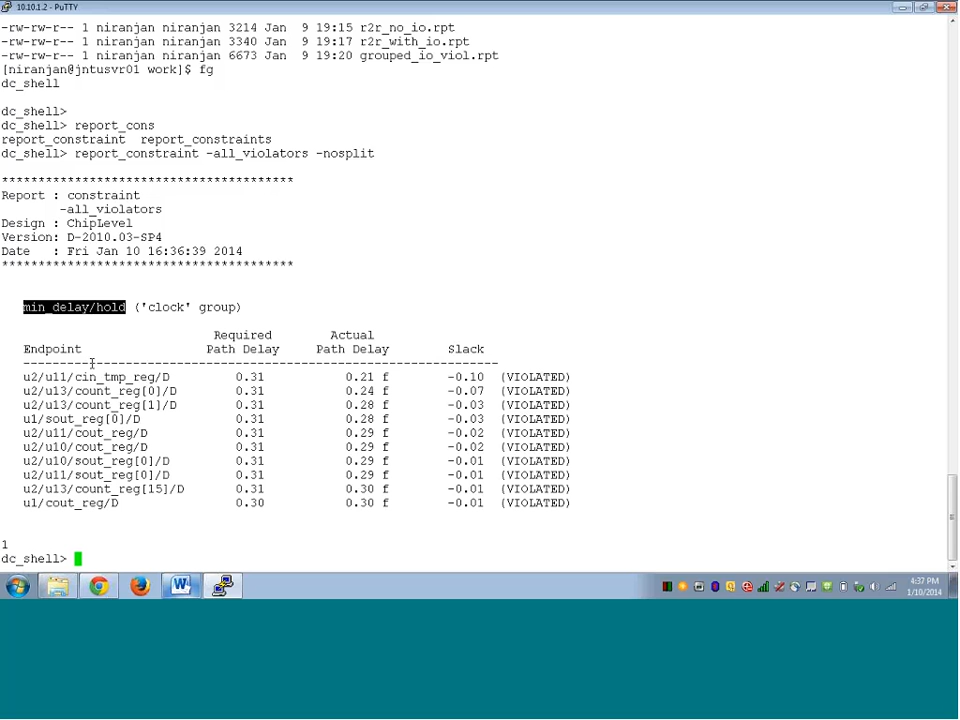 10.10.1.2 - PuTTY
-rw-rw-r-- 1 niranjan niranjan 3214 Jan  9 19:15 r2r_no_io.rpt
-rw-rw-r-- 1 niranjan niranjan 3340 Jan  9 19:17 r2r_with_io.rpt
-rw-rw-r-- 1 niranjan niranjan 6673 Jan  9 19:20 grouped_io_viol.rpt
[niranjan@jntusvr01 work]$ fg
dc_shell
dc_shell>
dc_shell> report_cons
report_constraint  report_constraints
dc_shell> report_constraint -all_violators -nosplit
****************************************
Report : constraint
-all_violators
Design : ChipLevel
Version: D-2010.03-SP4
Date   : Fri Jan 10 16:36:39 2014
****************************************
min_delay/hold ('clock' group)
Required Actual
Endpoint Path Delay Path Delay Slack
-----------------------------------------------------------------
u2/u11/cin_tmp_reg/D 0.31 0.21 f -0.10 (VIOLATED)
u2/u13/count_reg[0]/D 0.31 0.24 f -0.07 (VIOLATED)
u2/u13/count_reg[1]/D 0.31 0.28 f -0.03 (VIOLATED)
u1/sout_reg[0]/D 0.31 0.28 f -0.03 (VIOLATED)
u2/u11/cout_reg/D 0.31 0.29 f -0.02 (VIOLATED)
u2/u10/cout_reg/D 0.31 0.29 f -0.02 (VIOLATED)
u2/u10/sout_reg[0]/D 0.31 0.29 f -0.01 (VIOLATED)
u2/u11/sout_reg[0]/D 0.31 0.29 f -0.01 (VIOLATED)
u2/u13/count_reg[15]/D 0.31 0.30 f -0.01 (VIOLATED)
u1/cout_reg/D 0.30 0.30 f -0.01 (VIOLATED)
1
dc_shell>
4:37 PM
1/10/2014